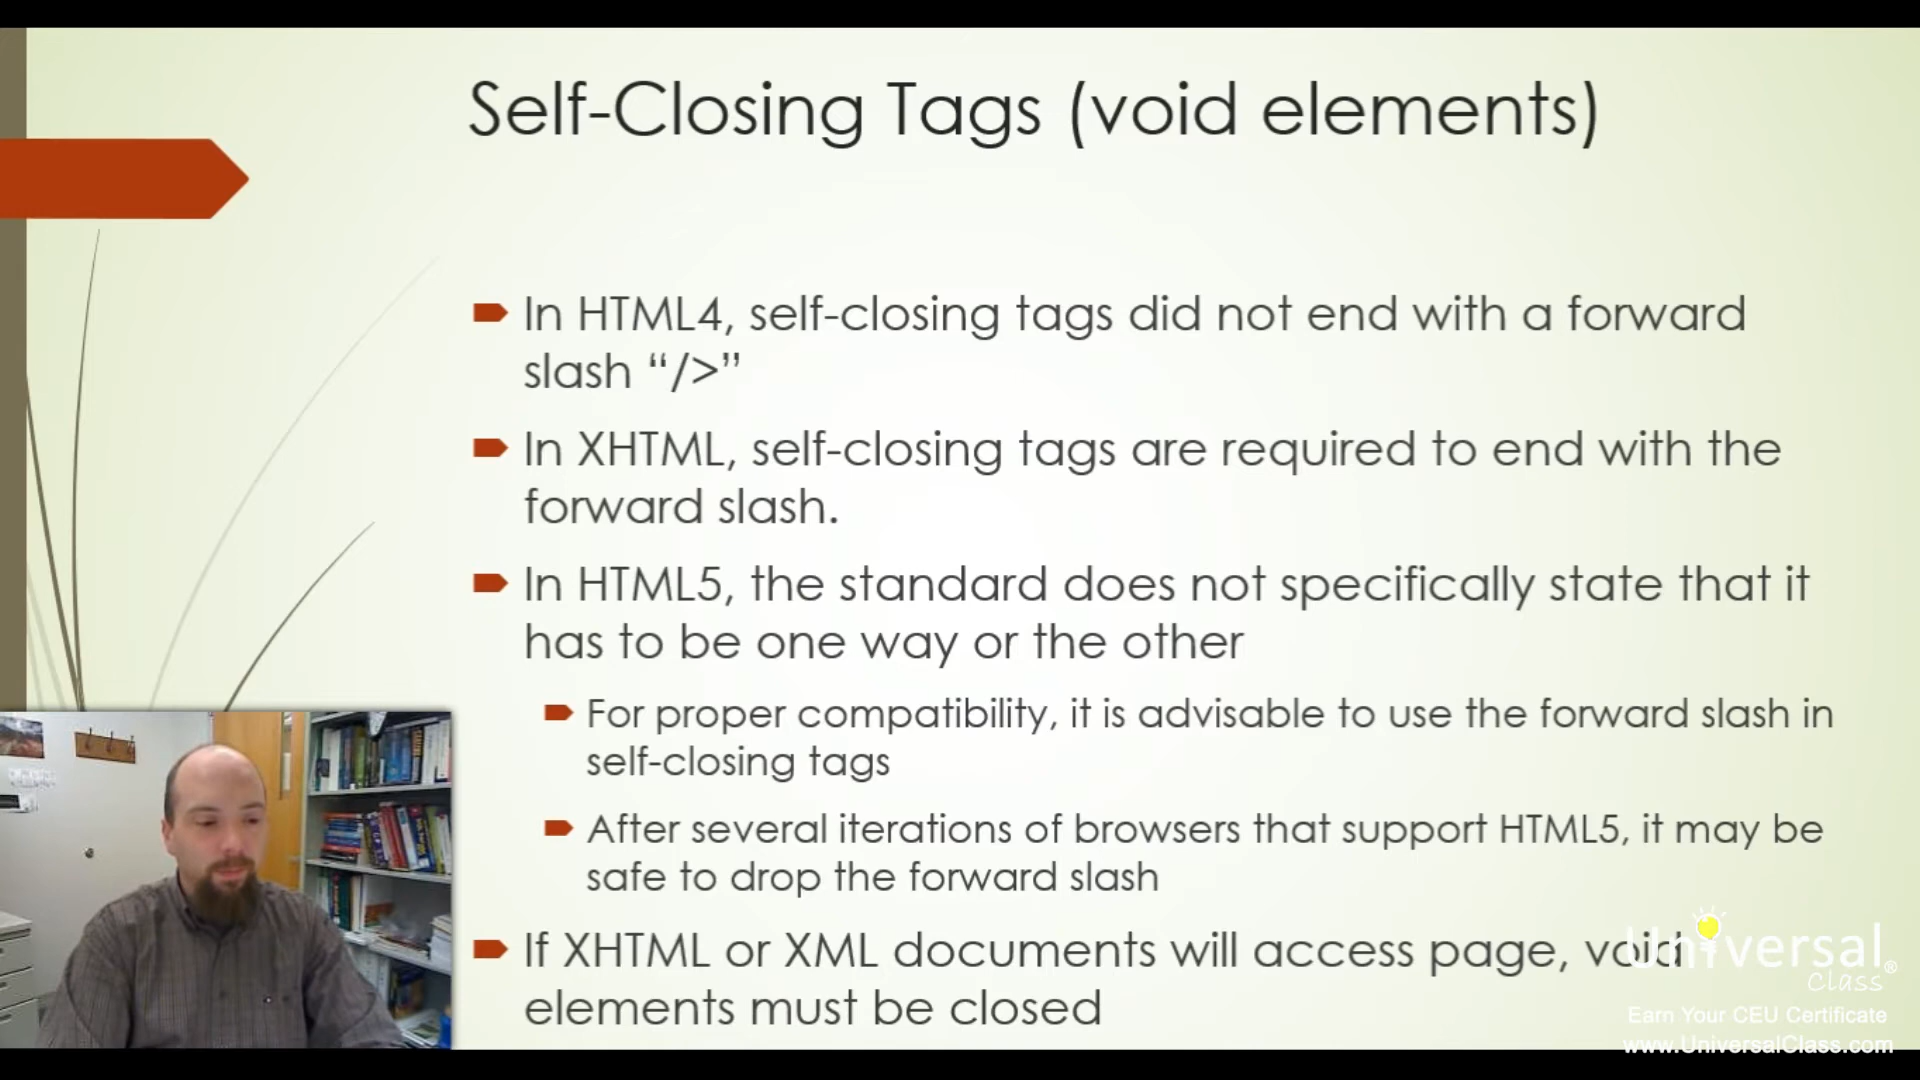 Self-Closing Tags (void elements)
In HTML4, self-closing tags did not end with a forward
slash “/>”
In XHTML, self-closing tags are required to end with the
forward slash.
In HTML5, the standard does not specifically state that it
has to be one way or the other
For proper compatibility, it is advisable to use the forward slash in
self-closing tags
After several iterations of browsers that support HTML5, it may be
safe to drop the forward slash
If XHTML or XML documents will access page, void
elements must be closed
Universal
Class®
Earn Your CEU Certificate
www.UniversalClass.com